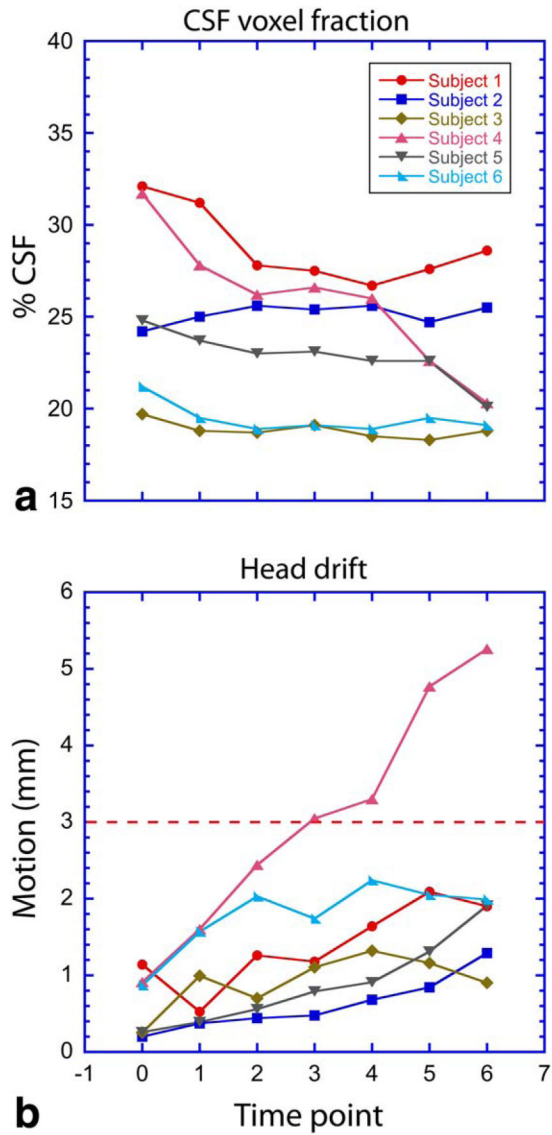 CSF voxel fraction
40
35
30
25
20
15
% CSF
Subject 1
Subject 2
Subject 3
Subject 4
Subject 5
Subject 6
a
Head drift
6
5
4
3
2
1
0
Motion (mm)
-1 0 1 2 3 4 5 6 7
b
Time point